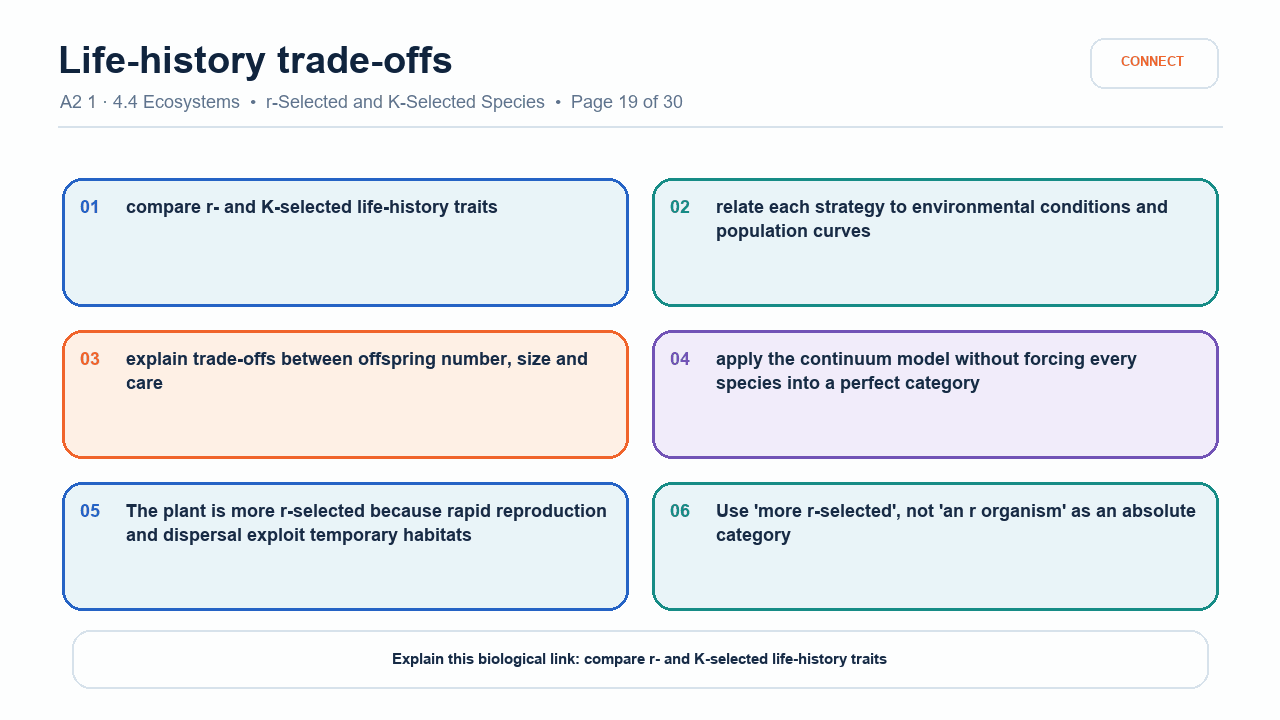 Life-history trade-offs
CONNECT
A2 1 · 4.4 Ecosystems • r-Selected and K-Selected Species • Page 19 of 30
01 compare r- and K-selected life-history traits
02 relate each strategy to environmental conditions and
population curves
03 explain trade-offs between offspring number, size and
care
04 apply the continuum model without forcing every
species into a perfect category
05 The plant is more r-selected because rapid reproduction
and dispersal exploit temporary habitats
06 Use 'more r-selected', not 'an r organism' as an absolute
category
Explain this biological link: compare r- and K-selected life-history traits